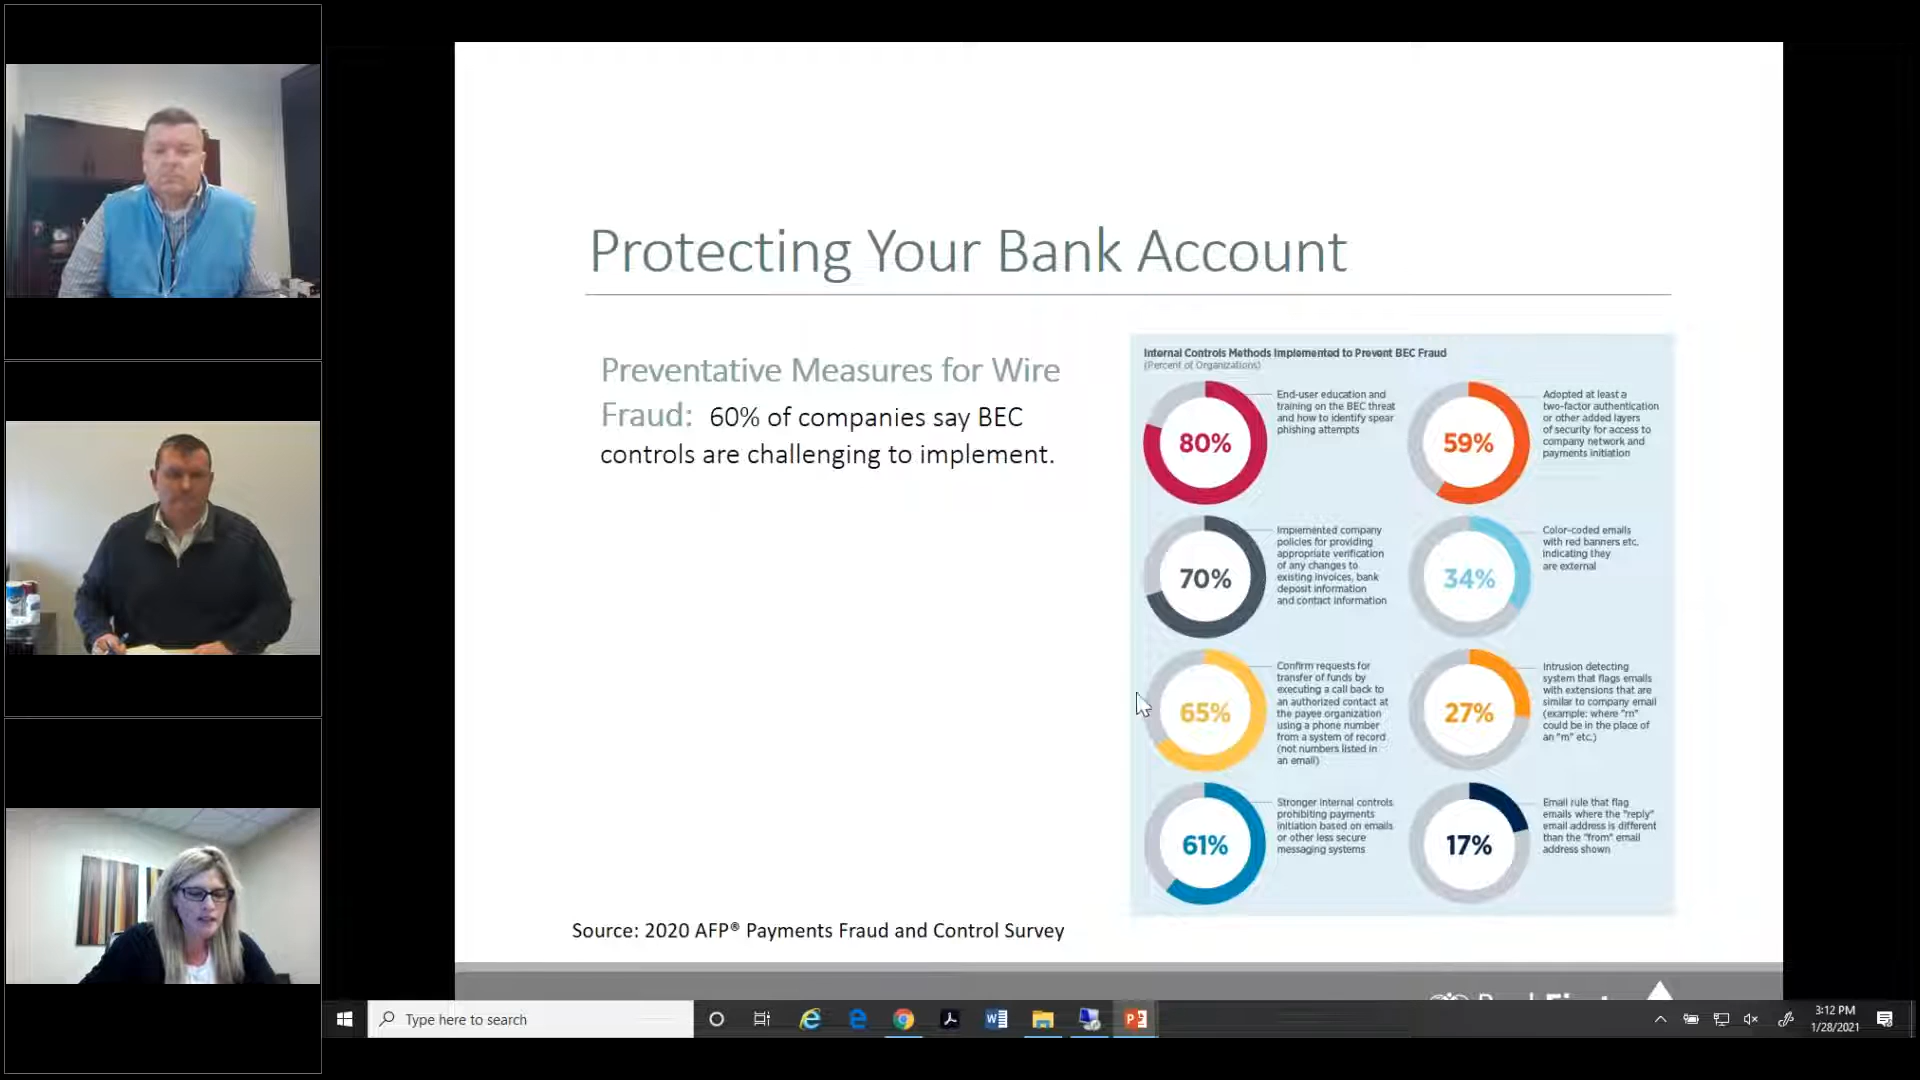 Protecting Your Bank Account
Preventative Measures for Wire
Fraud: 60% of companies say BEC
controls are challenging to implement.
Internal Controls Methods Implemented to Prevent BEC Fraud
(Percent of Organizations)
80%
End-user education and
training on the BEC threat
and how to identify spear
phishing attempts
59%
Adopted at least a
two-factor authentication
or other added layers
of security for access to
company network and
payments initiation
70%
Implemented company
policies for providing
appropriate verification
of any changes to
existing invoices, bank
deposit information
and contact information
34%
Color-coded emails
with red banners etc.
indicating they
are external
65%
Confirm requests for
transfer of funds by
executing a call back to
an authorized contact at
the payee organization
using a phone number
from a system of record
(not numbers listed in
an email)
27%
Intrusion detecting
system that flags emails
with extensions that are
similar to company email
(example: where "rn"
could be in the place of
an "m" etc.)
61%
Stronger internal controls
prohibiting payments
initiation based on emails
or other less secure
messaging systems
17%
Email rule that flag
emails where the "reply"
email address is different
than the "from" email
address shown
Source: 2020 AFP® Payments Fraud and Control Survey
Type here to search
3:12 PM
1/28/2021